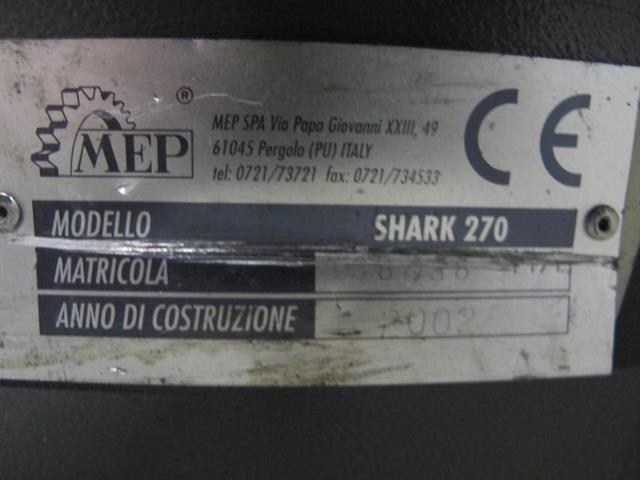 MEP ®
MEP SPA Via Papa Giovanni XXIII, 49
61045 Pergola (PU) ITALY
tel: 0721/73721 fax: 0721/734533
CE
MODELLO SHARK 270
MATRICOLA
ANNO DI COSTRUZIONE 2002